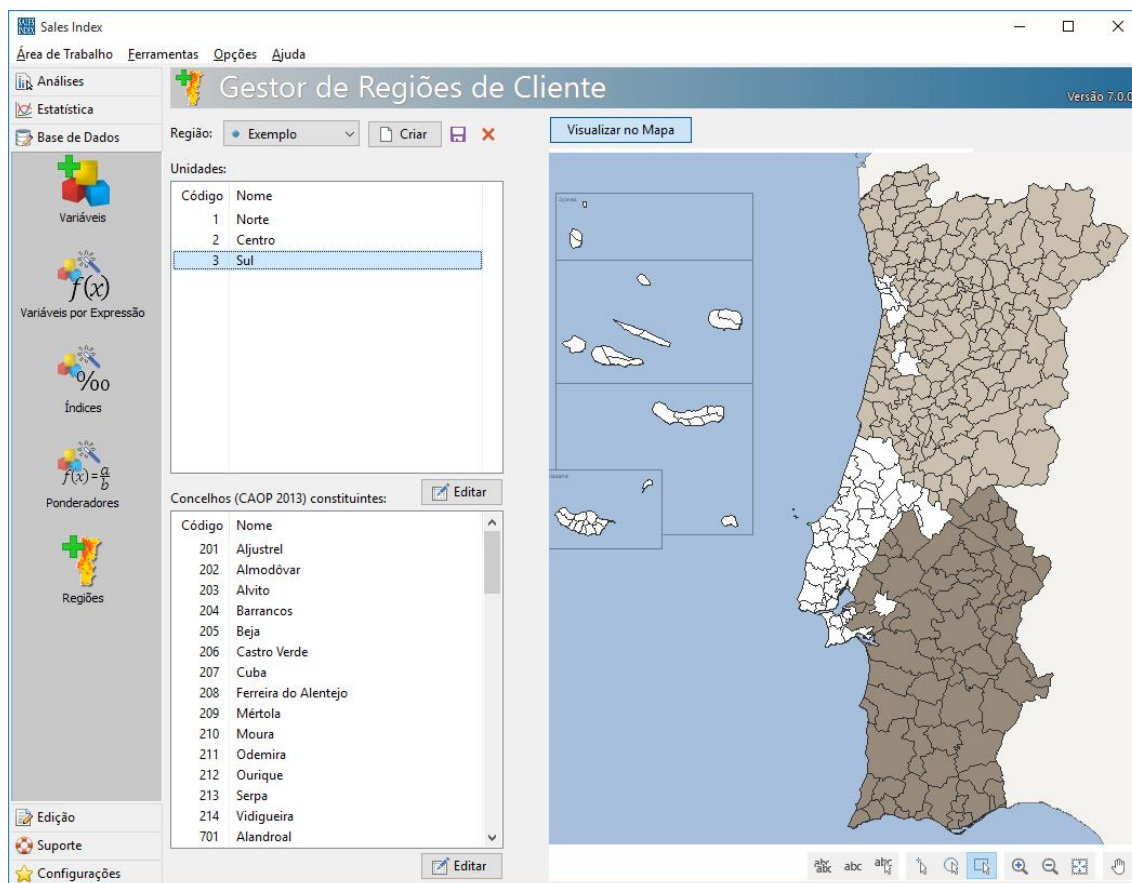 SALES INDEX Sales Index
Área de Trabalho Ferramentas Opções Ajuda
Análises
Estatística
Base de Dados
Variáveis
f(x)
Variáveis por Expressão
%00
Índices
f(x)=a/b
Ponderadores
Regiões
Edição
Suporte
Configurações
Gestor de Regiões de Cliente
Versão 7.0.0
Região: Exemplo Criar
Visualizar no Mapa
Unidades:
Código Nome
1 Norte
2 Centro
3 Sul
Concelhos (CAOP 2013) constituintes: Editar
Código Nome
201 Aljustrel
202 Almodôvar
203 Alvito
204 Barrancos
205 Beja
206 Castro Verde
207 Cuba
208 Ferreira do Alentejo
209 Mértola
210 Moura
211 Odemira
212 Ourique
213 Serpa
214 Vidigueira
701 Alandroal
Editar
abc abc abc abc